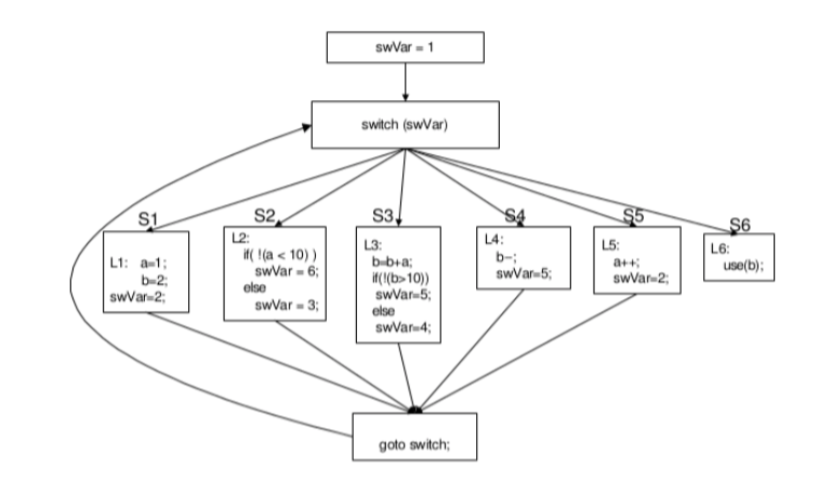 swVar = 1
switch (swVar)
S1
S2
S3
S4
S5
S6
L1: a=1;
b=2;
swVar=2;
L2:
if( !(a < 10) )
swVar = 6;
else
swVar = 3;
L3:
b=b+a;
if(!(b>10))
swVar=5;
else
swVar=4;
L4:
b–;
swVar=5;
L5:
a++;
swVar=2;
L6:
use(b);
goto switch;